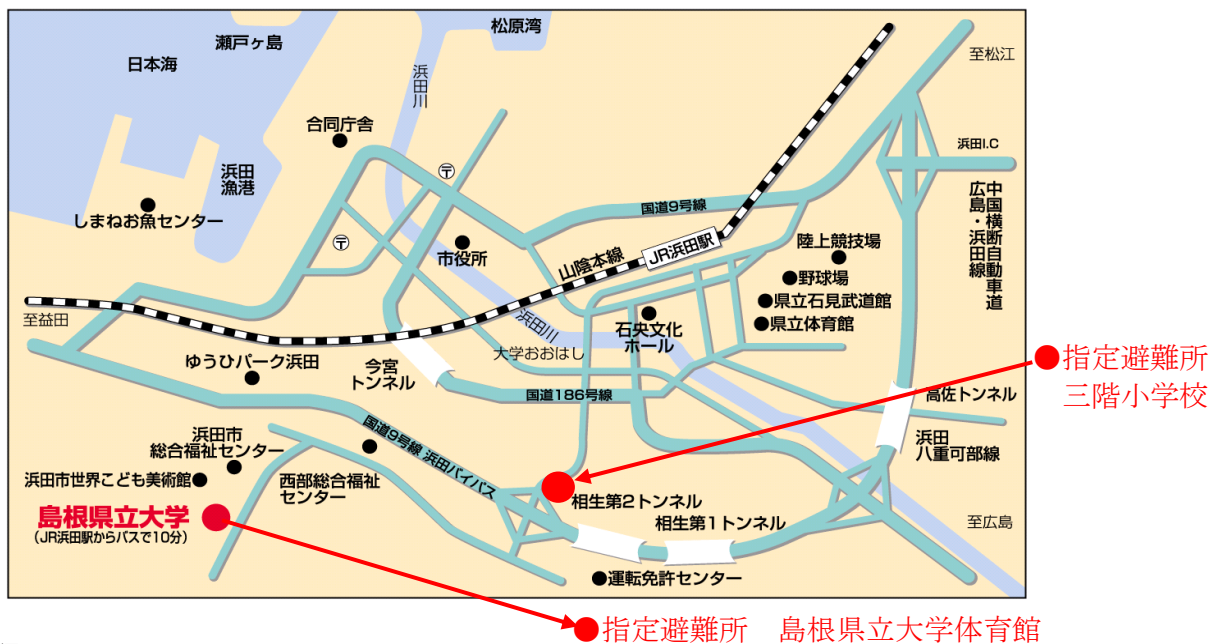 松原湾
瀬戸ヶ島
至松江
日本海
浜田川
合同庁舎
浜田I.C
浜田
漁港
〒
中国横断自動車道
広島・浜田線
しまねお魚センター
国道9号線
〒
市役所
JR浜田駅
陸上競技場
山陰本線
野球場
県立石見武道館
至益田
浜田川
石央文化
ホール
県立体育館
大学おおはし
ゆうひパーク浜田
今宮
トンネル
指定避難所
三階小学校
国道186号線
高佐トンネル
国道9号線 浜田バイパス
浜田市
総合福祉センター
浜田
八重可部線
浜田市世界こども美術館
西部総合福祉
センター
相生第2トンネル
島根県立大学
(JR浜田駅からバスで10分)
相生第1トンネル
至広島
運転免許センター
指定避難所 島根県立大学体育館